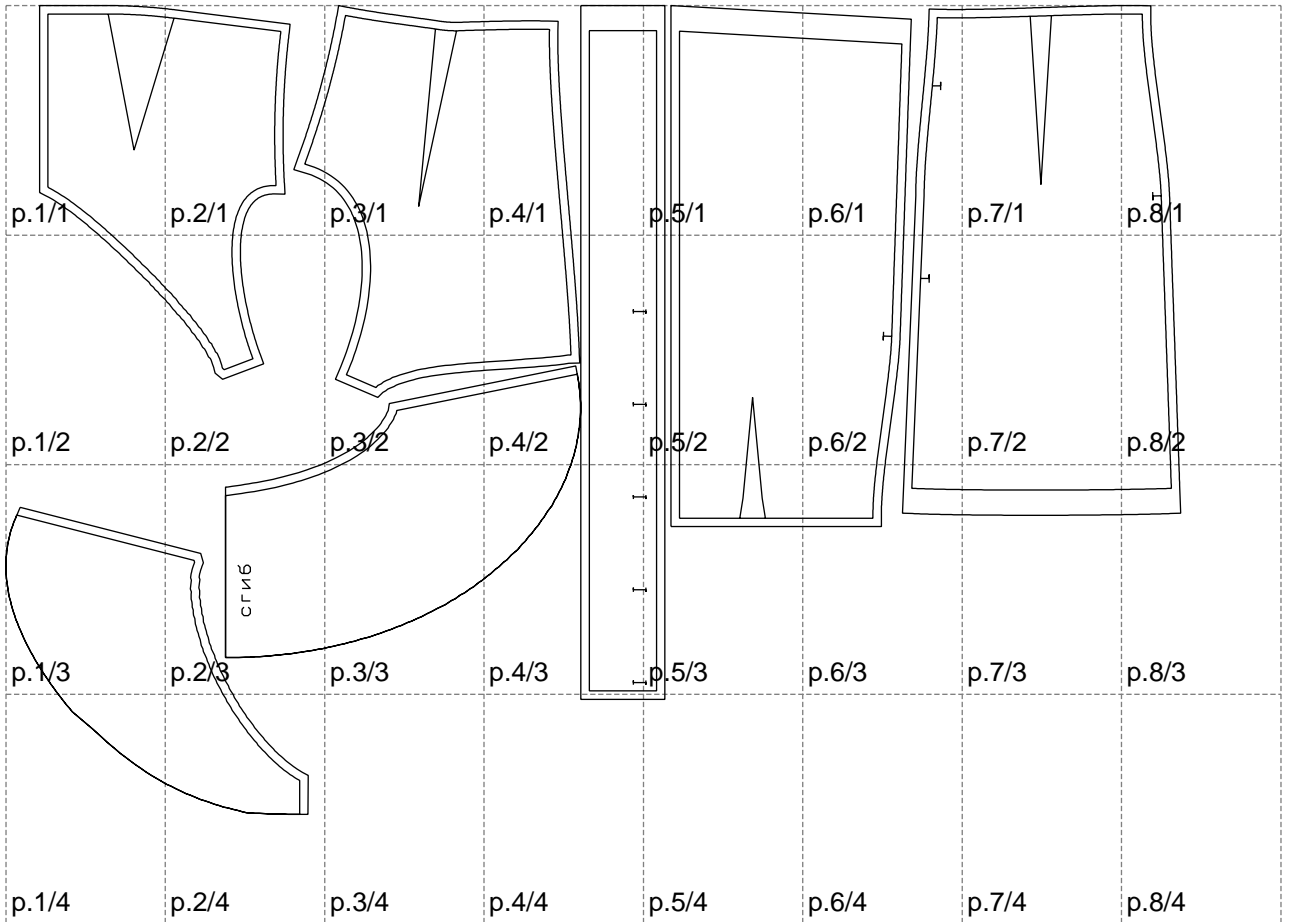 p.1/1 p.2/1 p.3/1 p.4/1 p.5/1 p.6/1 p.7/1 p.8/1
p.1/2 p.2/2 p.3/2 p.4/2 p.5/2 p.6/2 p.7/2 p.8/2
сгиб
p.1/3 p.2/3 p.3/3 p.4/3 p.5/3 p.6/3 p.7/3 p.8/3
p.1/4 p.2/4 p.3/4 p.4/4 p.5/4 p.6/4 p.7/4 p.8/4